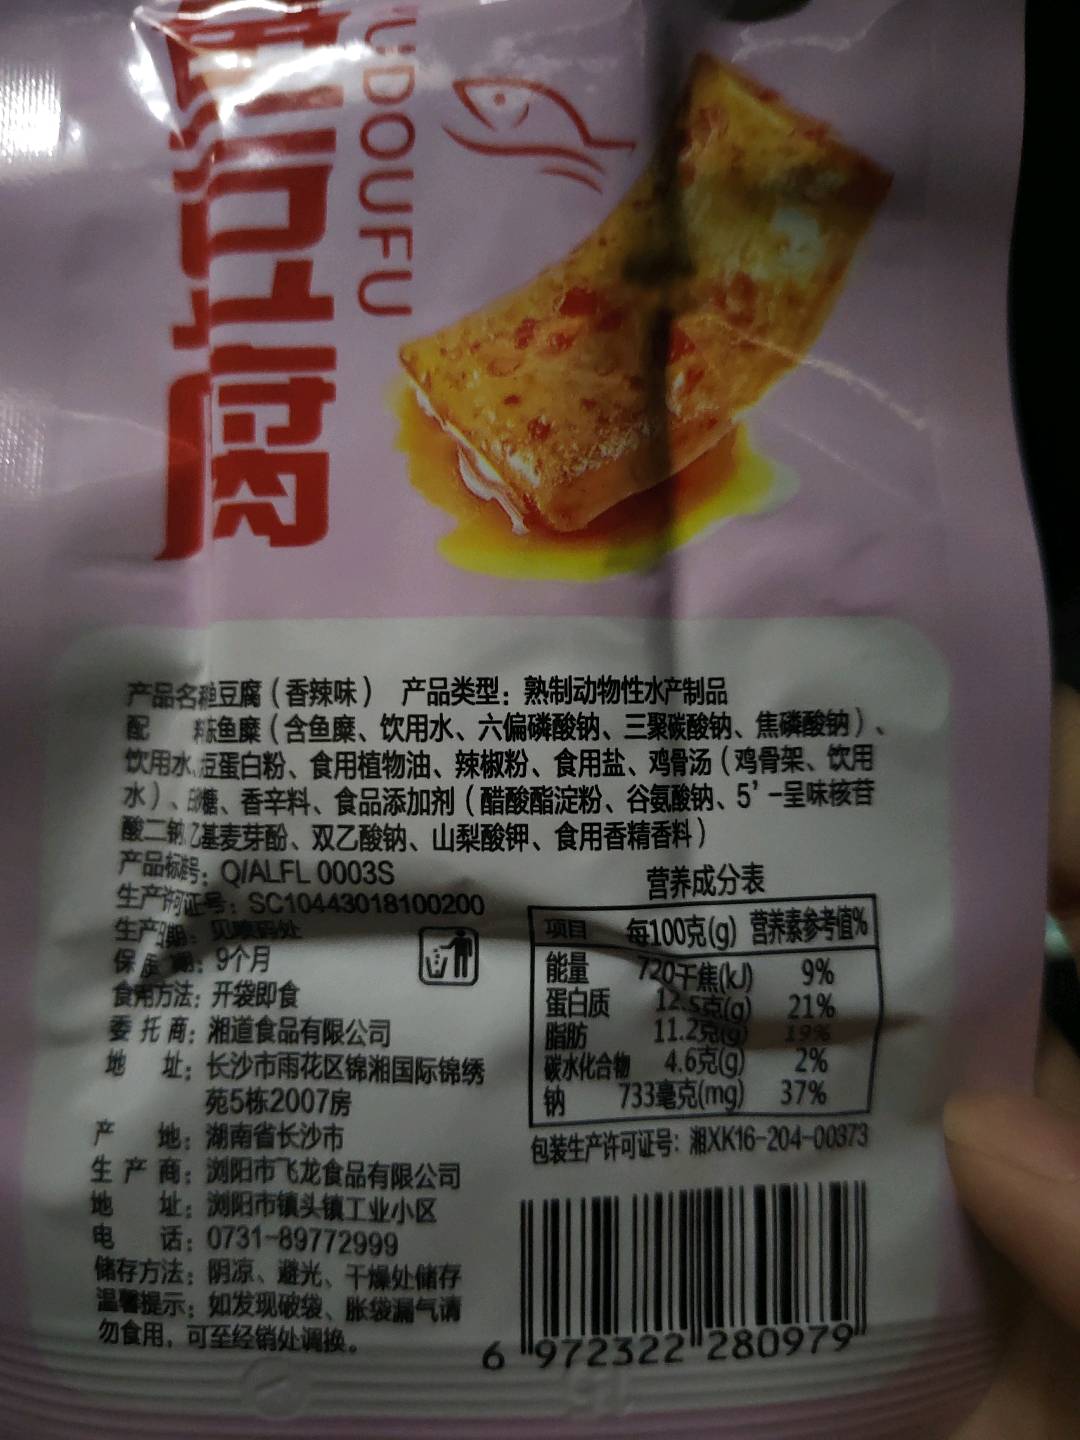 豆腐
UDOUFU
产品名 豆腐（香辣味） 产品类型：熟制动物性水产制品
配 料 冻鱼糜（含鱼糜、饮用水、六偏磷酸钠、三聚碳酸钠、焦磷酸钠）、
饮用水、豆蛋白粉、食用植物油、辣椒粉、食用盐、鸡骨汤（鸡骨架、饮用
水）、 糖、香辛料、食品添加剂（醋酸酯淀粉、谷氨酸钠、5'-呈味核苷
酸二钠 乙基麦芽酚、双乙酸钠、山梨酸钾、食用香精香料）
产品标 号：Q/ALFL 0003S
生产许可证号：SC10443018100200
生产日期：见喷码处
保 质 期：9个月
食用方法：开袋即食
委 托 商：湘道食品有限公司
地 址：长沙市雨花区锦湘国际锦绣
苑5栋2007房
产 地：湖南省长沙市
生 产 商：浏阳市飞龙食品有限公司
地 址：浏阳市镇头镇工业小区
电 话：0731-89772999
储存方法：阴凉、避光、干燥处储存
温馨提示：如发现破袋、胀袋漏气请
勿食用，可至经销处调换。
营养成分表
项目 每100克(g) 营养素参考值%
能量 720千焦(kJ) 9%
蛋白质 12.5克(g) 21%
脂肪 11.2克(g) 19%
碳水化合物 4.6克(g) 2%
钠 733毫克(mg) 37%
包装生产许可证号：湘XK16-204-00373
6 972322 280979